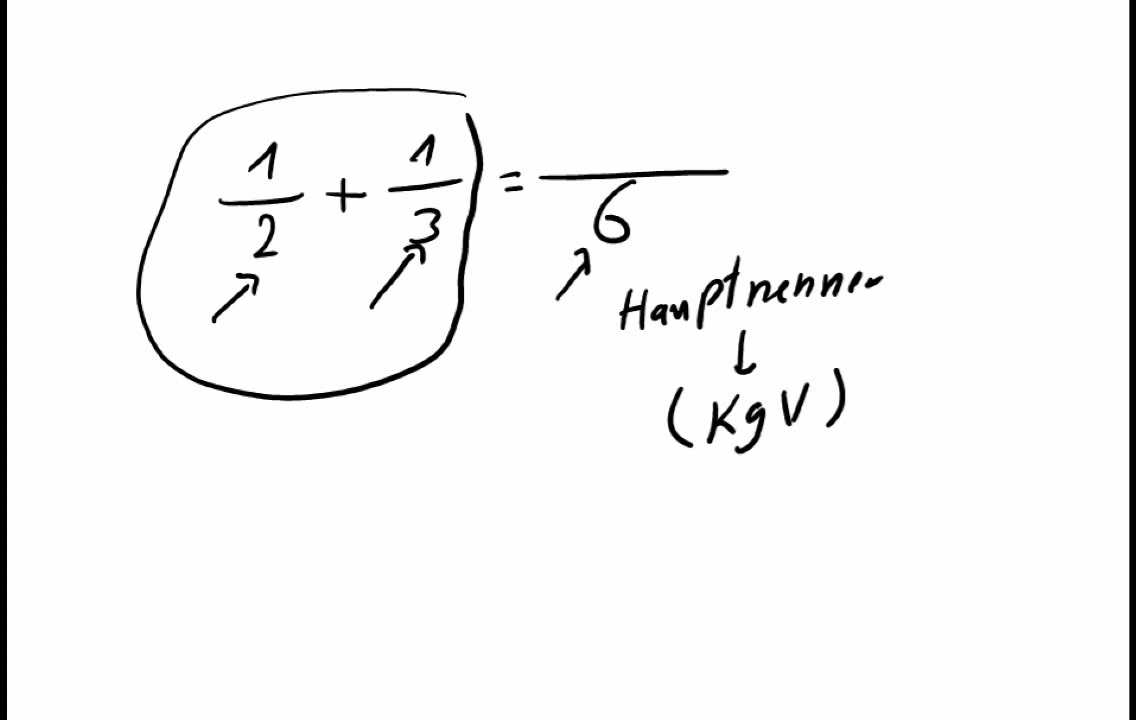 1/2 + 1/3 = /6
Hauptnenner
(KgV)